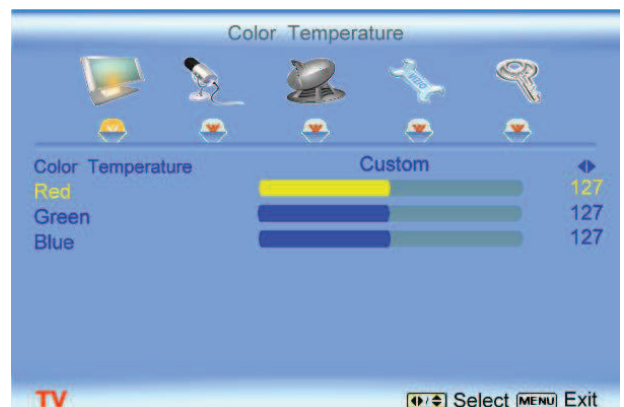 Color Temperature
Color Temperature Custom
Red 127
Green 127
Blue 127
TV Select MENU Exit